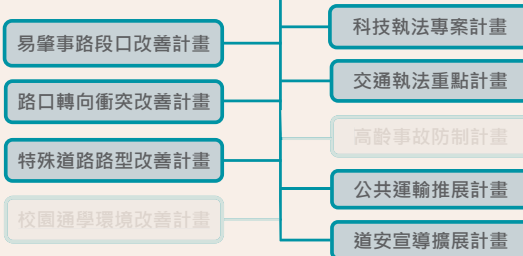 易肇事路段口改善計畫
路口轉向衝突改善計畫
特殊道路路型改善計畫
校園通學環境改善計畫
科技執法專案計畫
交通執法重點計畫
高齡事故防制計畫
公共運輸推展計畫
道安宣導擴展計畫